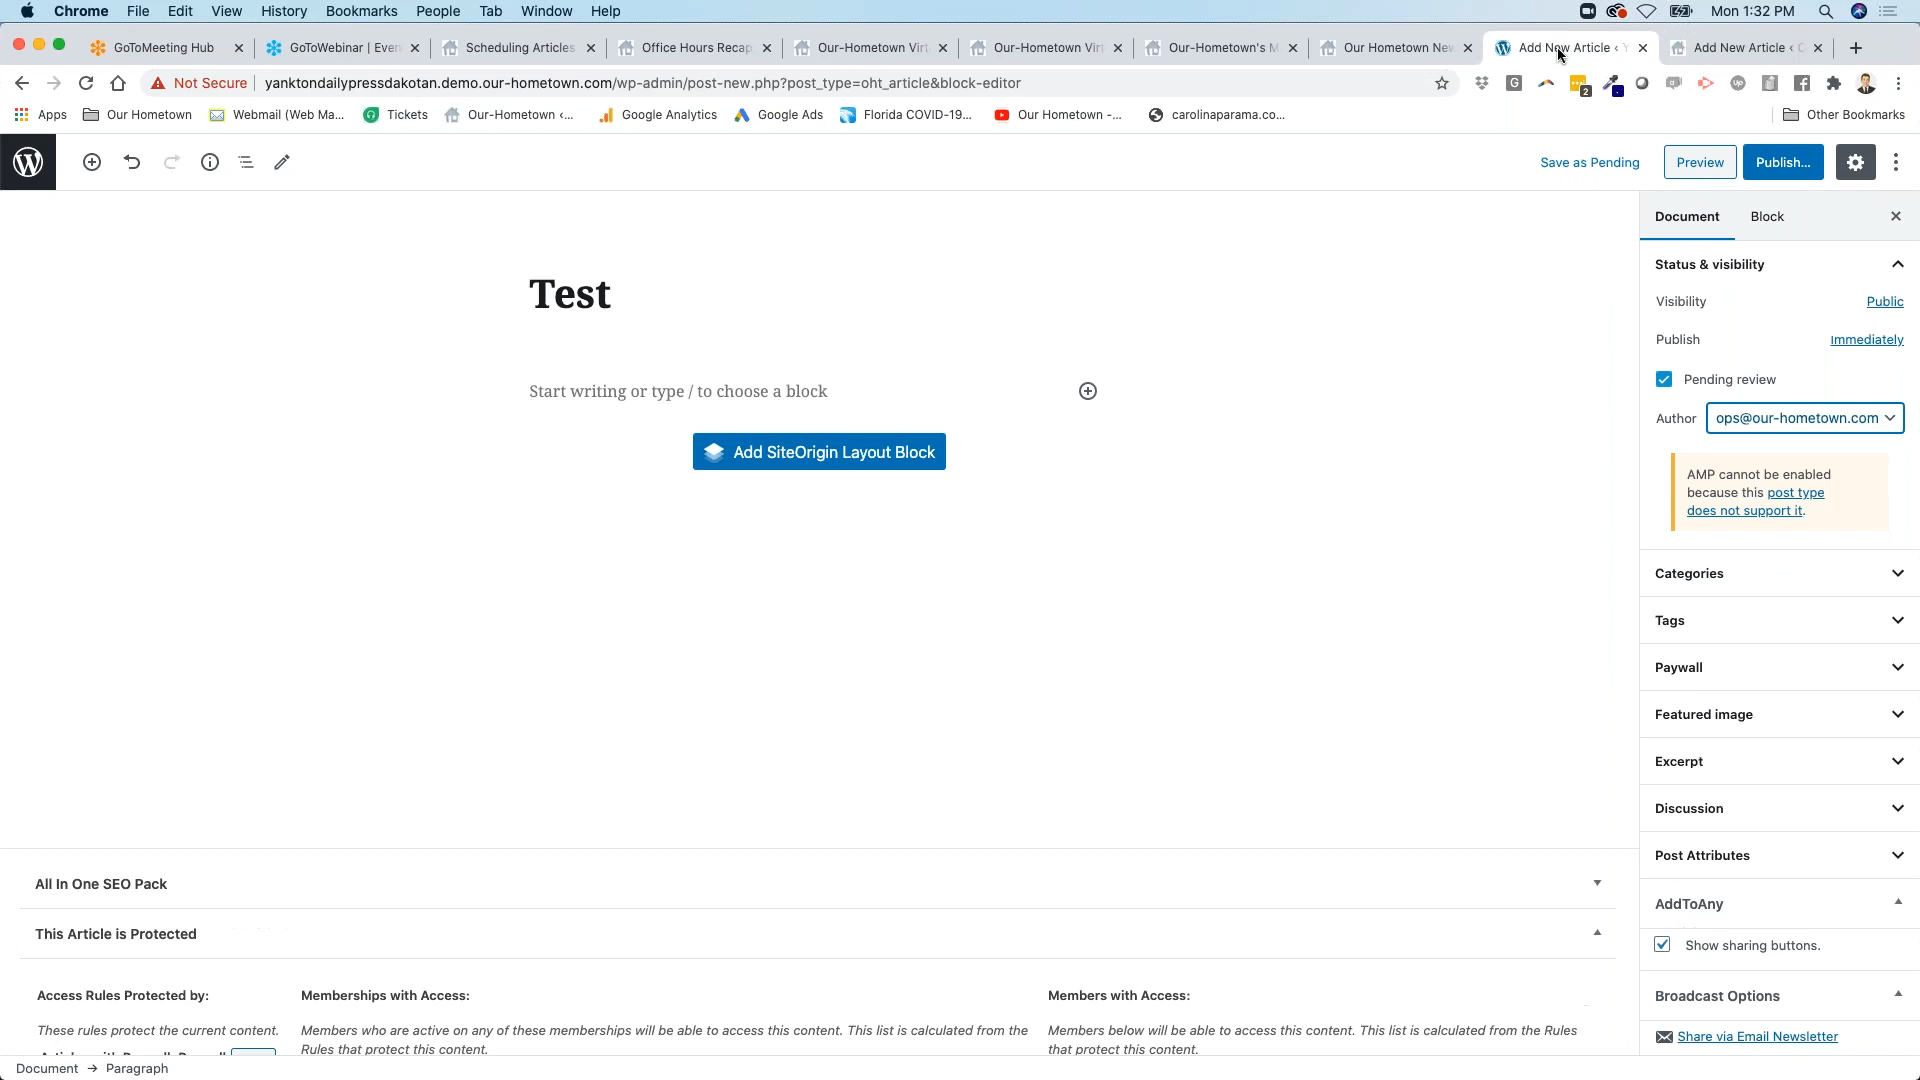 Chrome File Edit View History Bookmarks People Tab Window Help Mon 1:32 PM
GoToMeeting Hub GoToWebinar | Even Scheduling Articles Office Hours Recap Our-Hometown Virt Our-Hometown Virt Our-Hometown's M Our Hometown New Add New Article ‹ Y Add New Article ‹
Not Secure yanktondailypressdakotan.demo.our-hometown.com/wp-admin/post-new.php?post_type=oht_article&block-editor
Apps Our Hometown Webmail (Web Ma... Tickets Our-Hometown ‹... Google Analytics Google Ads Florida COVID-19... Our Hometown -... carolinaparama.co... Other Bookmarks
Save as Pending Preview Publish...
Document Block
Status & visibility
Visibility Public
Publish Immediately
Pending review
Author ops@our-hometown.com
AMP cannot be enabled
because this post type
does not support it.
Categories
Tags
Paywall
Featured image
Excerpt
Discussion
Post Attributes
AddToAny
Show sharing buttons.
Broadcast Options
Share via Email Newsletter
Test
Start writing or type / to choose a block
Add SiteOrigin Layout Block
All In One SEO Pack
This Article is Protected
Access Rules Protected by: Memberships with Access: Members with Access:
These rules protect the current content. Members who are active on any of these memberships will be able to access this content. This list is calculated from the Members below will be able to access this content. This list is calculated from the Rules
Rules that protect this content. that protect this content.
Document → Paragraph